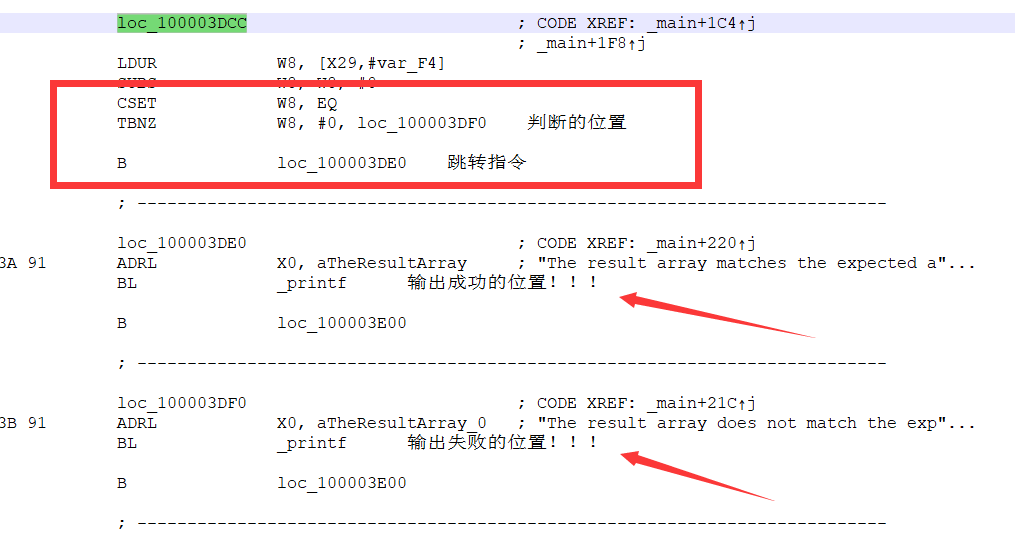 loc_100003DCC ; CODE XREF: _main+1C4↑j
; _main+1F8↑j
LDUR W8, [X29,#var_F4]
SUBS W8, W8, #0
CSET W8, EQ
TBNZ W8, #0, loc_100003DF0 判断的位置
B loc_100003DE0 跳转指令
; ---------------------------------------------------------------------------
loc_100003DE0 ; CODE XREF: _main+220↑j
3A 91 ADRL X0, aTheResultArray ; "The result array matches the expected a"...
BL _printf 输出成功的位置!!!
B loc_100003E00
; ---------------------------------------------------------------------------
loc_100003DF0 ; CODE XREF: _main+21C↑j
3B 91 ADRL X0, aTheResultArray_0 ; "The result array does not match the exp"...
BL _printf 输出失败的位置!!!
B loc_100003E00
; ---------------------------------------------------------------------------